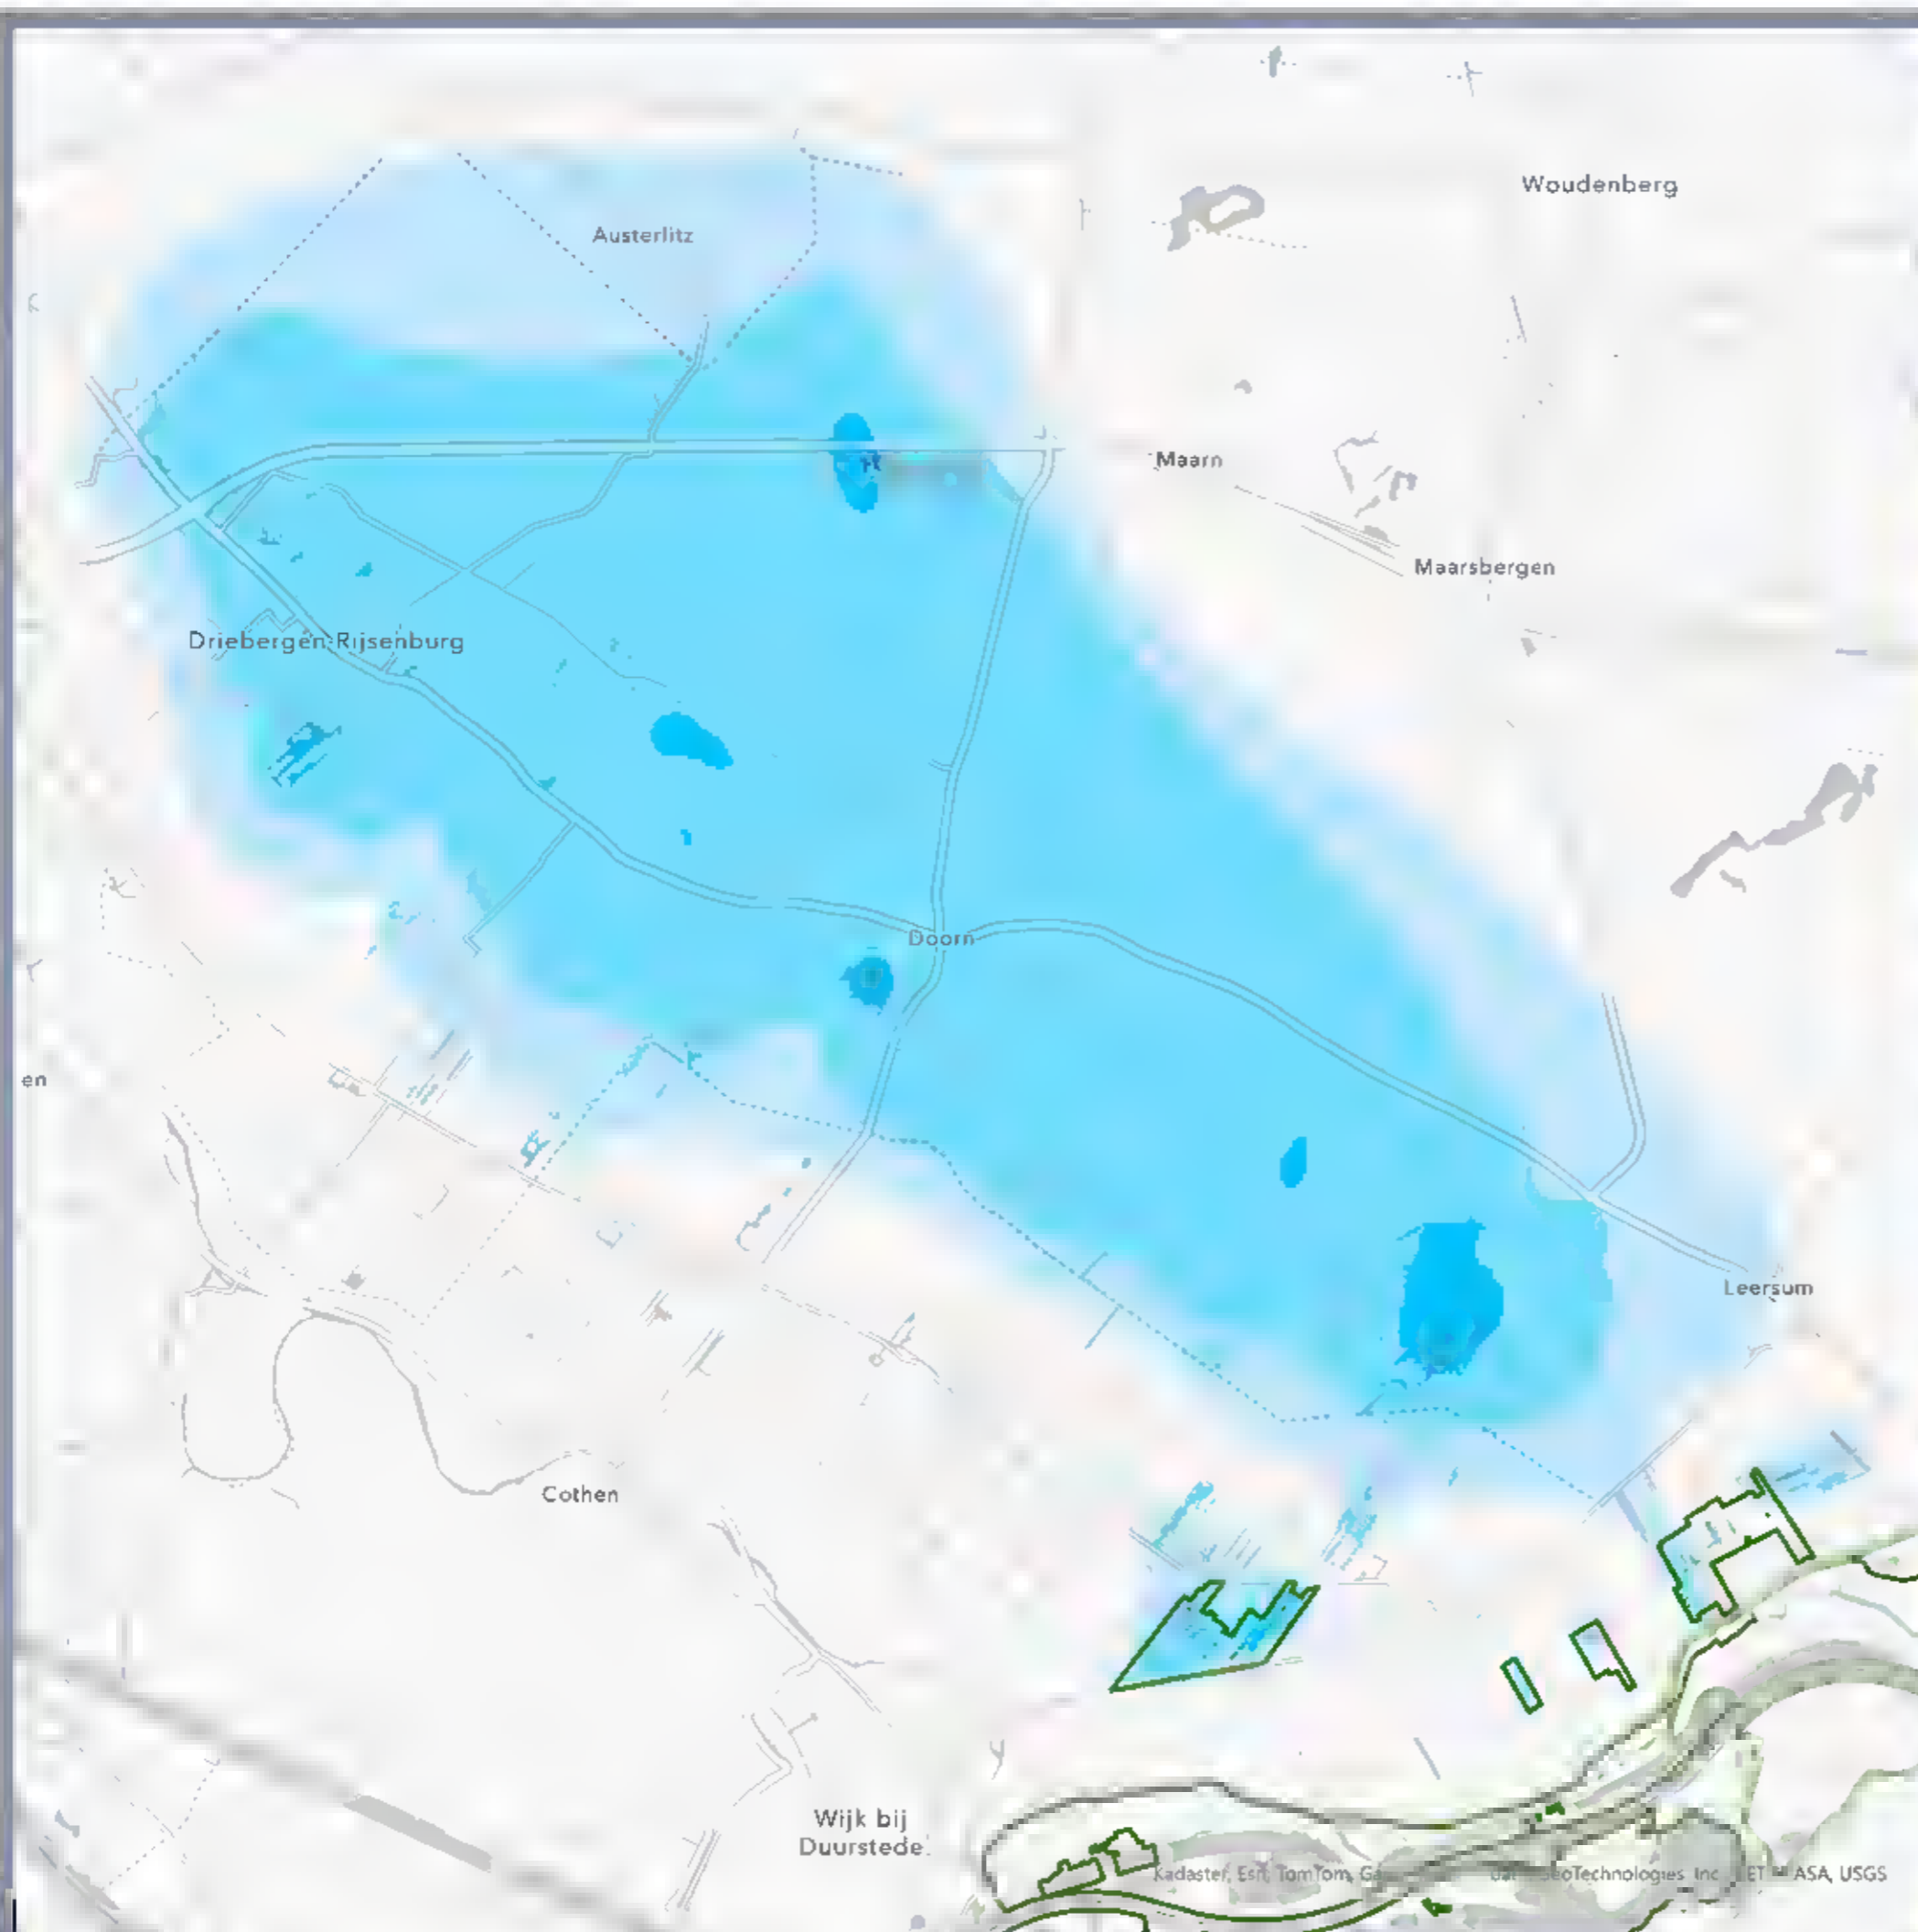 Woudenberg
Austerlitz
Maarn
Maarsbergen
Driebergen-Rijsenburg
Doorn
en
Leersum
Cothen
Wijk bij
Duurstede
Kadaster, Esri, TomTom, GeoTechnologies, Inc ASA, USGS